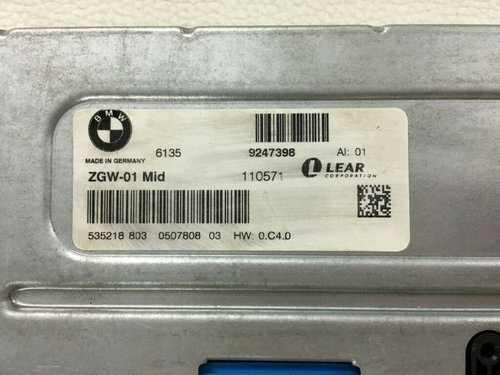 BMW
MADE IN GERMANY
6135 9247398 AI: 01
ZGW-01 Mid 110571 LEAR
CORPORATION
535218 803 0507808 03 HW: 0.C4.0